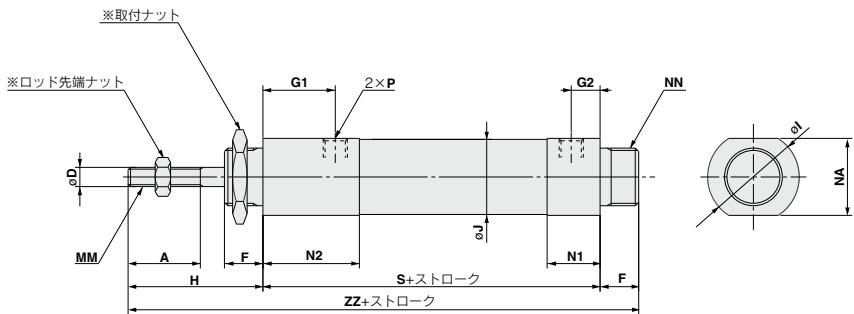 ※取付ナット
※ロッド先端ナット
G1
2×P
G2
NN
øD
øI
NA
MM
A
F
N2
øJ
N1
F
H
S+ストローク
ZZ+ストローク